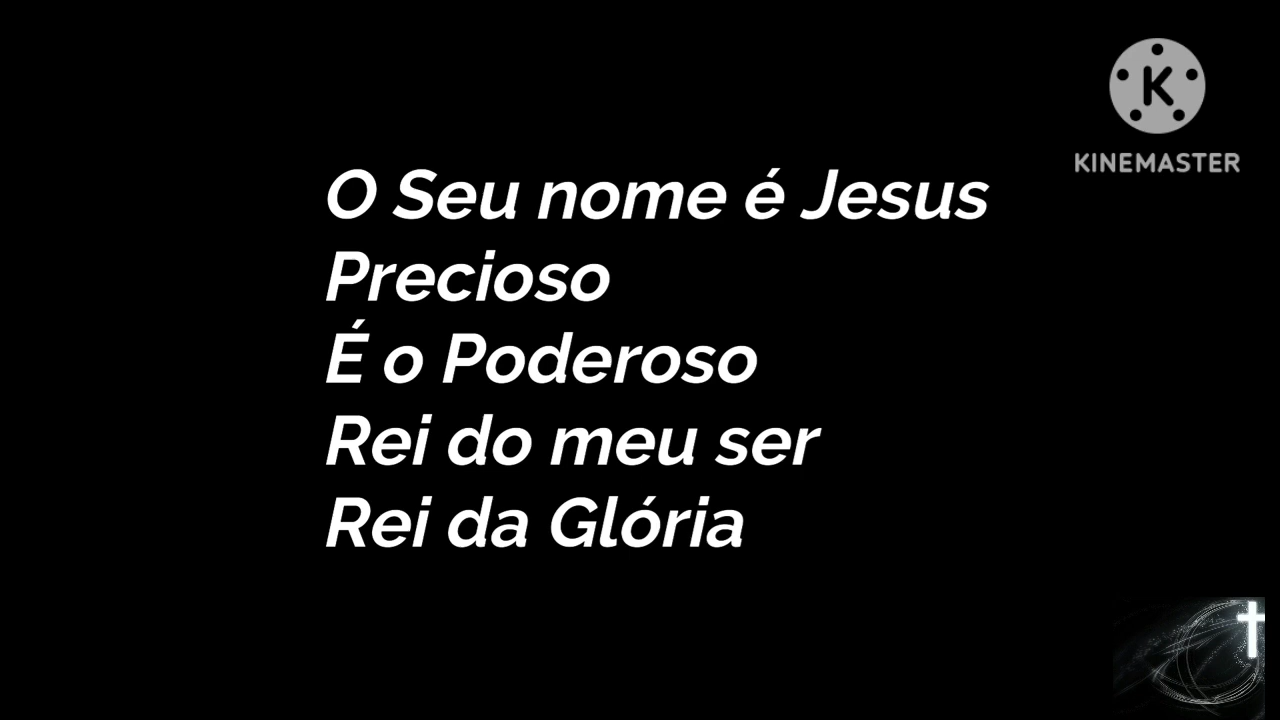 KINEMASTER
O Seu nome é Jesus
Precioso
É o Poderoso
Rei do meu ser
Rei da Glória